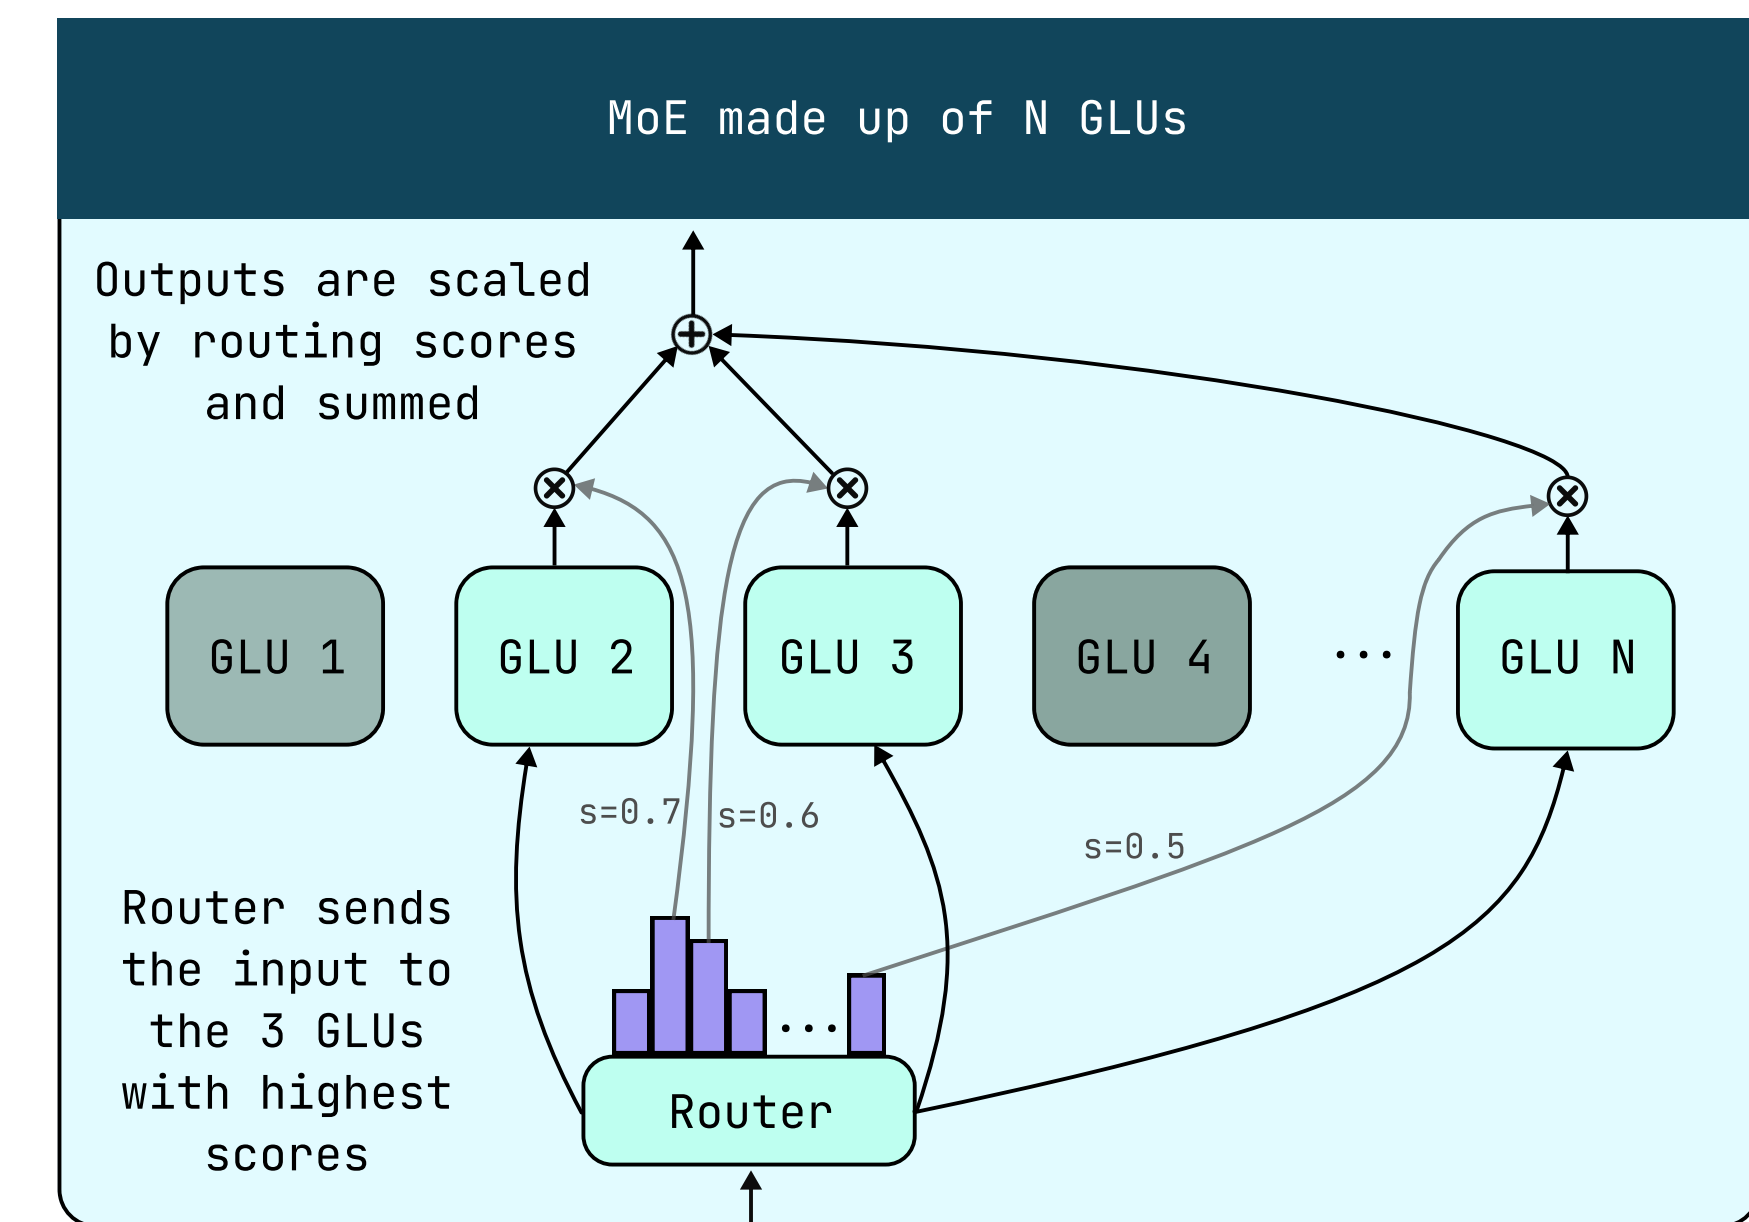 MoE made up of N GLUs
Outputs are scaled
by routing scores
and summed
GLU 1
GLU 2
GLU 3
GLU 4
...
GLU N
s=0.7
s=0.6
s=0.5
Router sends
the input to
the 3 GLUs
with highest
scores
...
Router